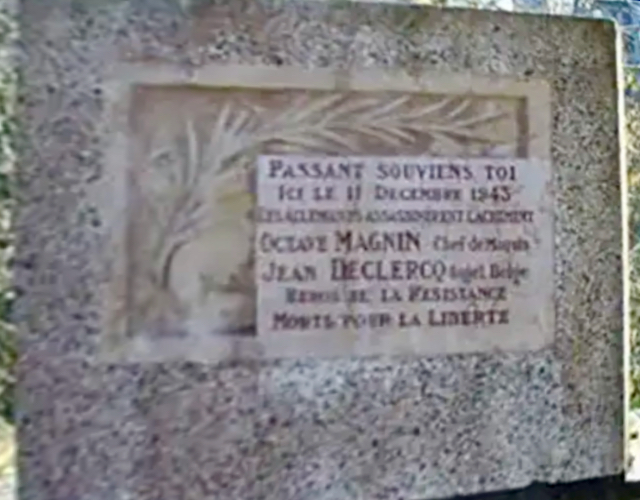 PASSANT SOUVIENS TOI
ICI LE 11 DECEMBRE 1943
LES ALLEMANDS ASSASSINERENT LACHEMENT
OCTAVE MAGNIN Chef de Maquis
JEAN DECLERCQ Sujet Belge
HEROS DE LA RESISTANCE
MORTS POUR LA LIBERTE